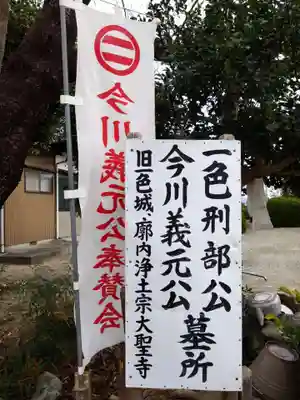 一色刑部公
今川義元公
墓所
旧一色城・廓内浄土宗大聖寺
今川義元公奉賛会